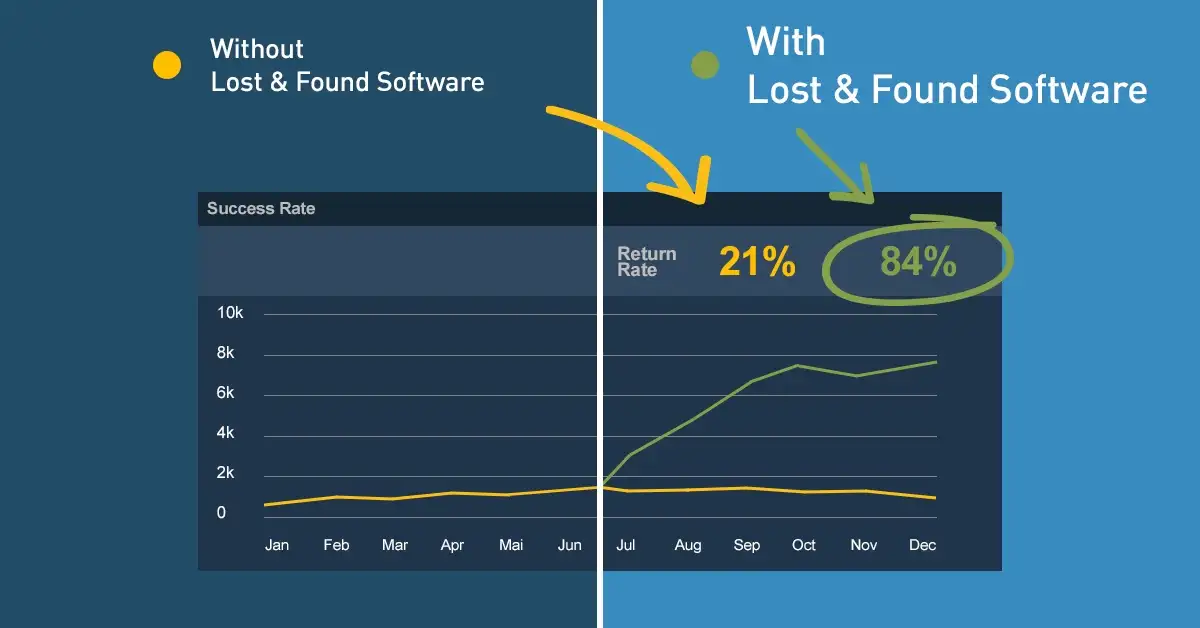 Without
Lost & Found Software
With
Lost & Found Software
Success Rate
Return
Rate
21%
84%
10k
8k
6k
4k
2k
0
Jan Feb Mar Apr Mai Jun Jul Aug Sep Oct Nov Dec